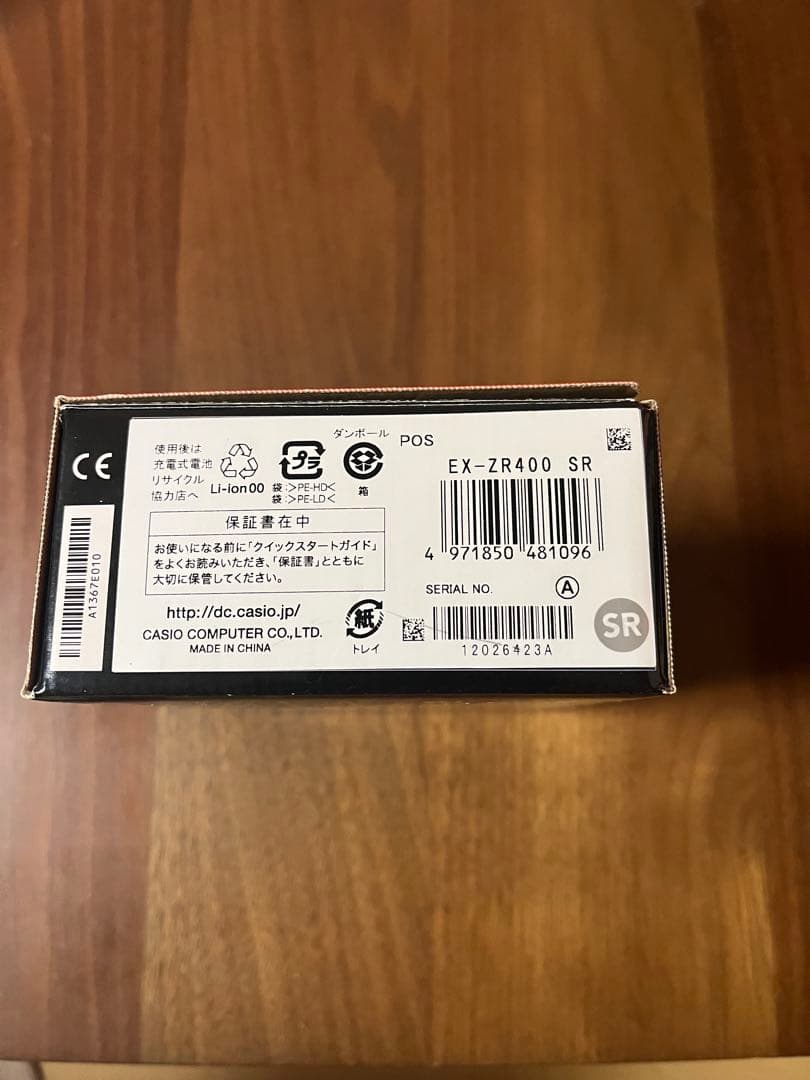 CE
A1367E010
使用後は
充電式電池
リサイクル
協力店へ
Li-ion00
プラ
袋:>PE-HD<
袋:>PE-LD<
ダンボール
箱
POS
EX-ZR400 SR
4 971850 481096
保証書在中
お使いになる前に「クイックスタートガイド」
をよくお読みいただき、「保証書」とともに
大切に保管してください。
http://dc.casio.jp/
CASIO COMPUTER CO.,LTD.
MADE IN CHINA
紙
トレイ
SERIAL NO.
A
12026423A
SR